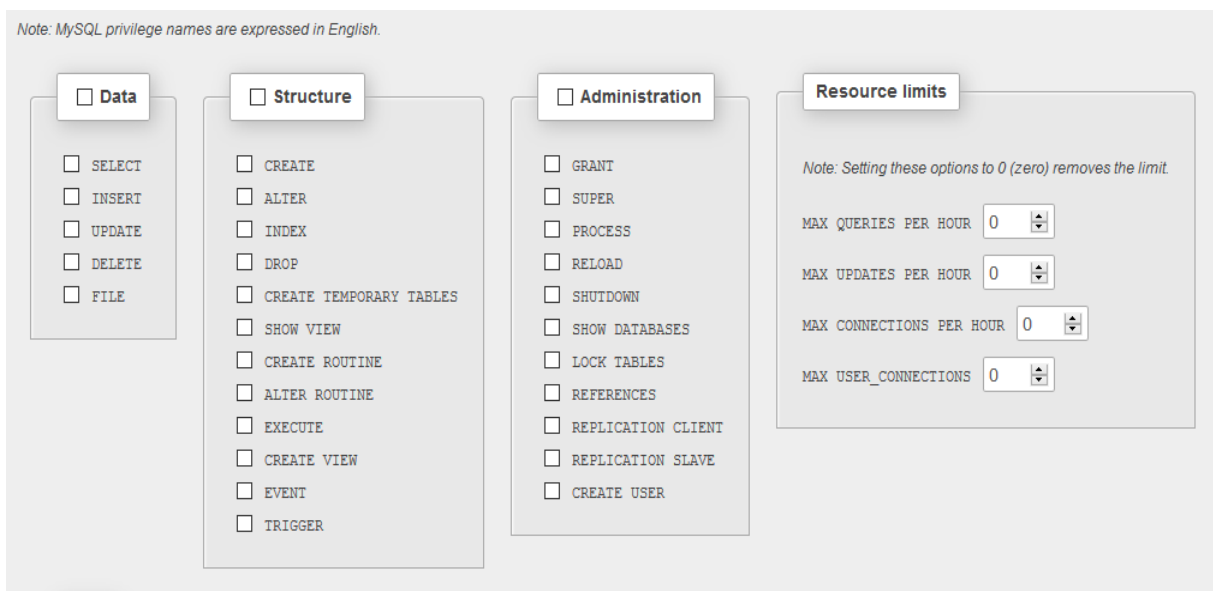 Note: MySQL privilege names are expressed in English.
Data
SELECT
INSERT
UPDATE
DELETE
FILE
Structure
CREATE
ALTER
INDEX
DROP
CREATE TEMPORARY TABLES
SHOW VIEW
CREATE ROUTINE
ALTER ROUTINE
EXECUTE
CREATE VIEW
EVENT
TRIGGER
Administration
GRANT
SUPER
PROCESS
RELOAD
SHUTDOWN
SHOW DATABASES
LOCK TABLES
REFERENCES
REPLICATION CLIENT
REPLICATION SLAVE
CREATE USER
Resource limits
Note: Setting these options to 0 (zero) removes the limit.
MAX QUERIES PER HOUR 0
MAX UPDATES PER HOUR 0
MAX CONNECTIONS PER HOUR 0
MAX USER_CONNECTIONS 0